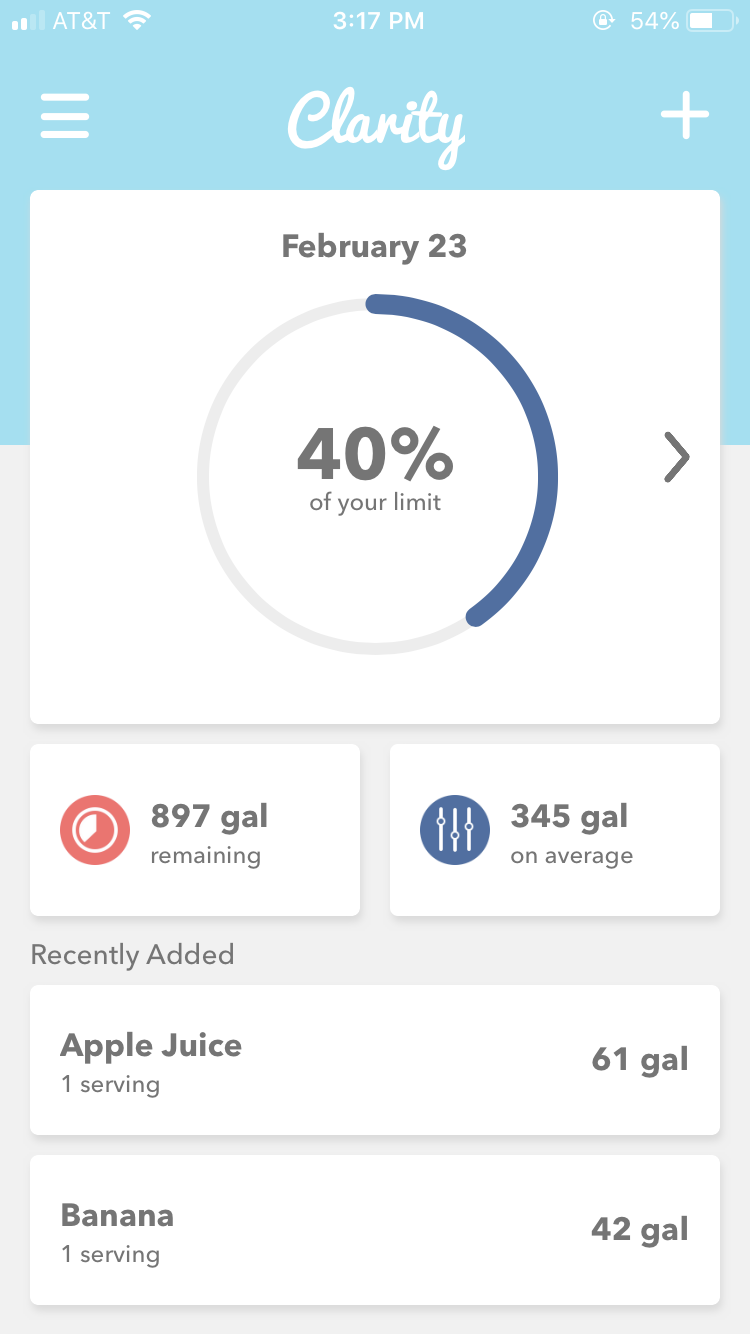 AT&T 3:17 PM 54%
Clarity
February 23
40%
of your limit
897 gal
remaining
345 gal
on average
Recently Added
Apple Juice
1 serving
61 gal
Banana
1 serving
42 gal